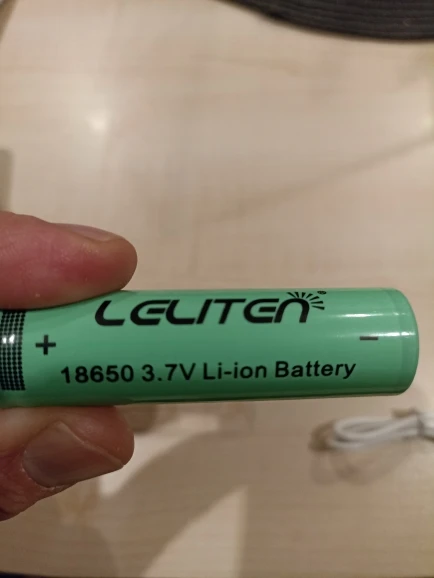 LELITEN®
+ -
18650 3.7V Li-ion Battery